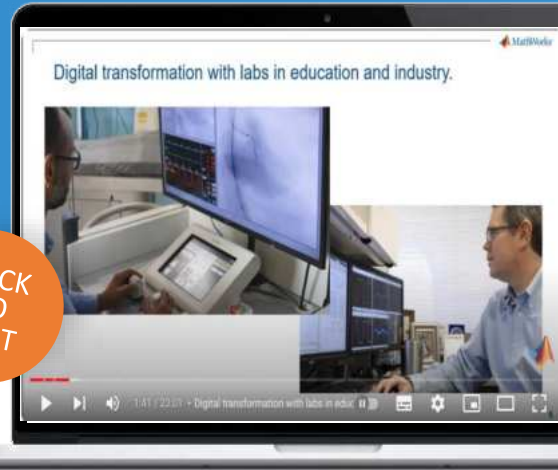 MathWorks
Digital transformation with labs in education and industry.
CK
O
T
1:41 / 22:01 • Digital transformation with labs in educ